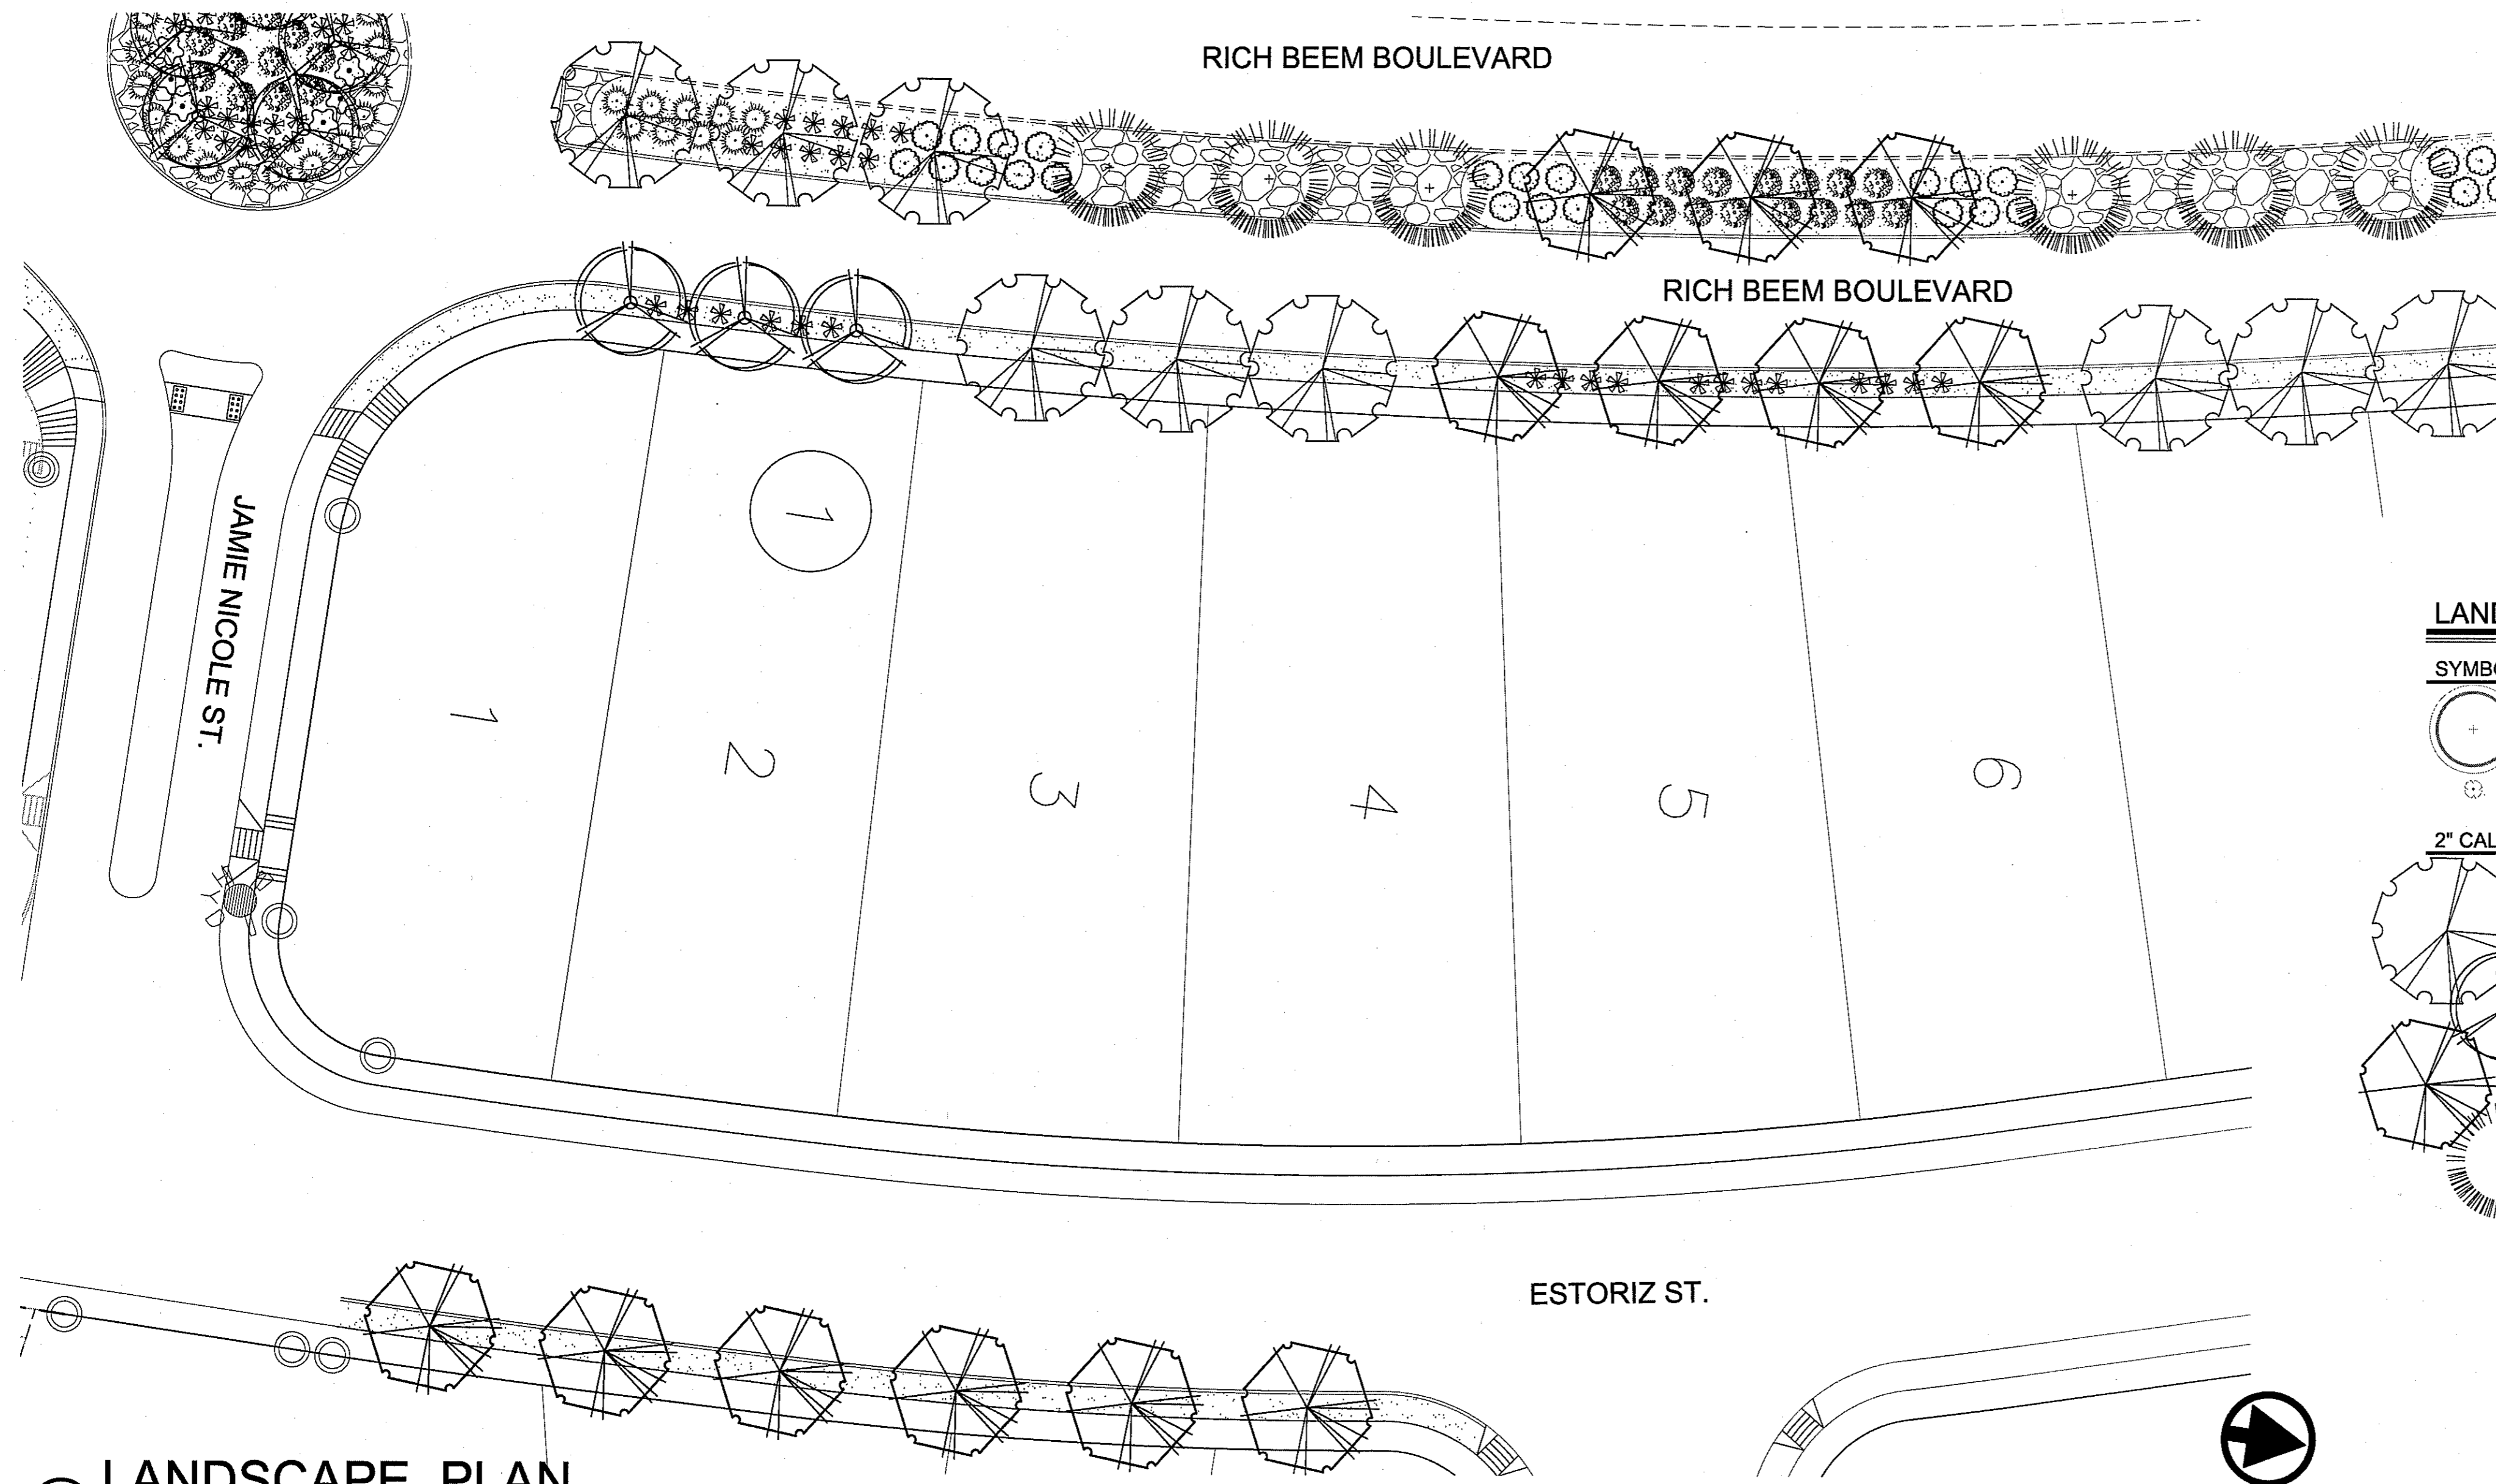 RICH BEEM BOULEVARD
RICH BEEM BOULEVARD
JAMIE NICOLE ST.
1
1
2
3
4
5
6
2" CAL
ESTORIZ ST.
LANDSCAPE PLAN